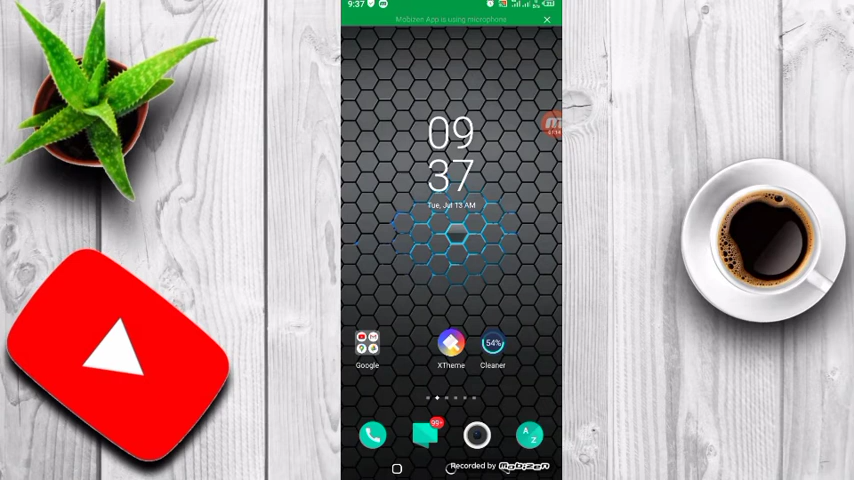 9:37
Mobizen App is using microphone
09
37
Tue, Jul 13 AM
54%
Google
XTheme
Cleaner
99+
A
Z
Recorded by Mobizen